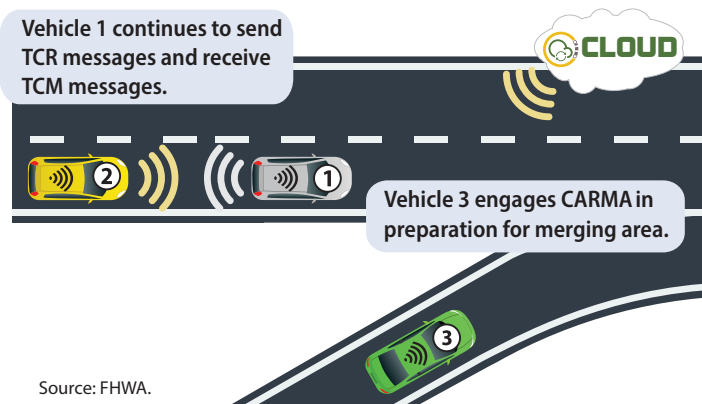 Vehicle 1 continues to send
TCR messages and receive
TCM messages.
CLOUD
2
1
Vehicle 3 engages CARMA in
preparation for merging area.
3
Source: FHWA.